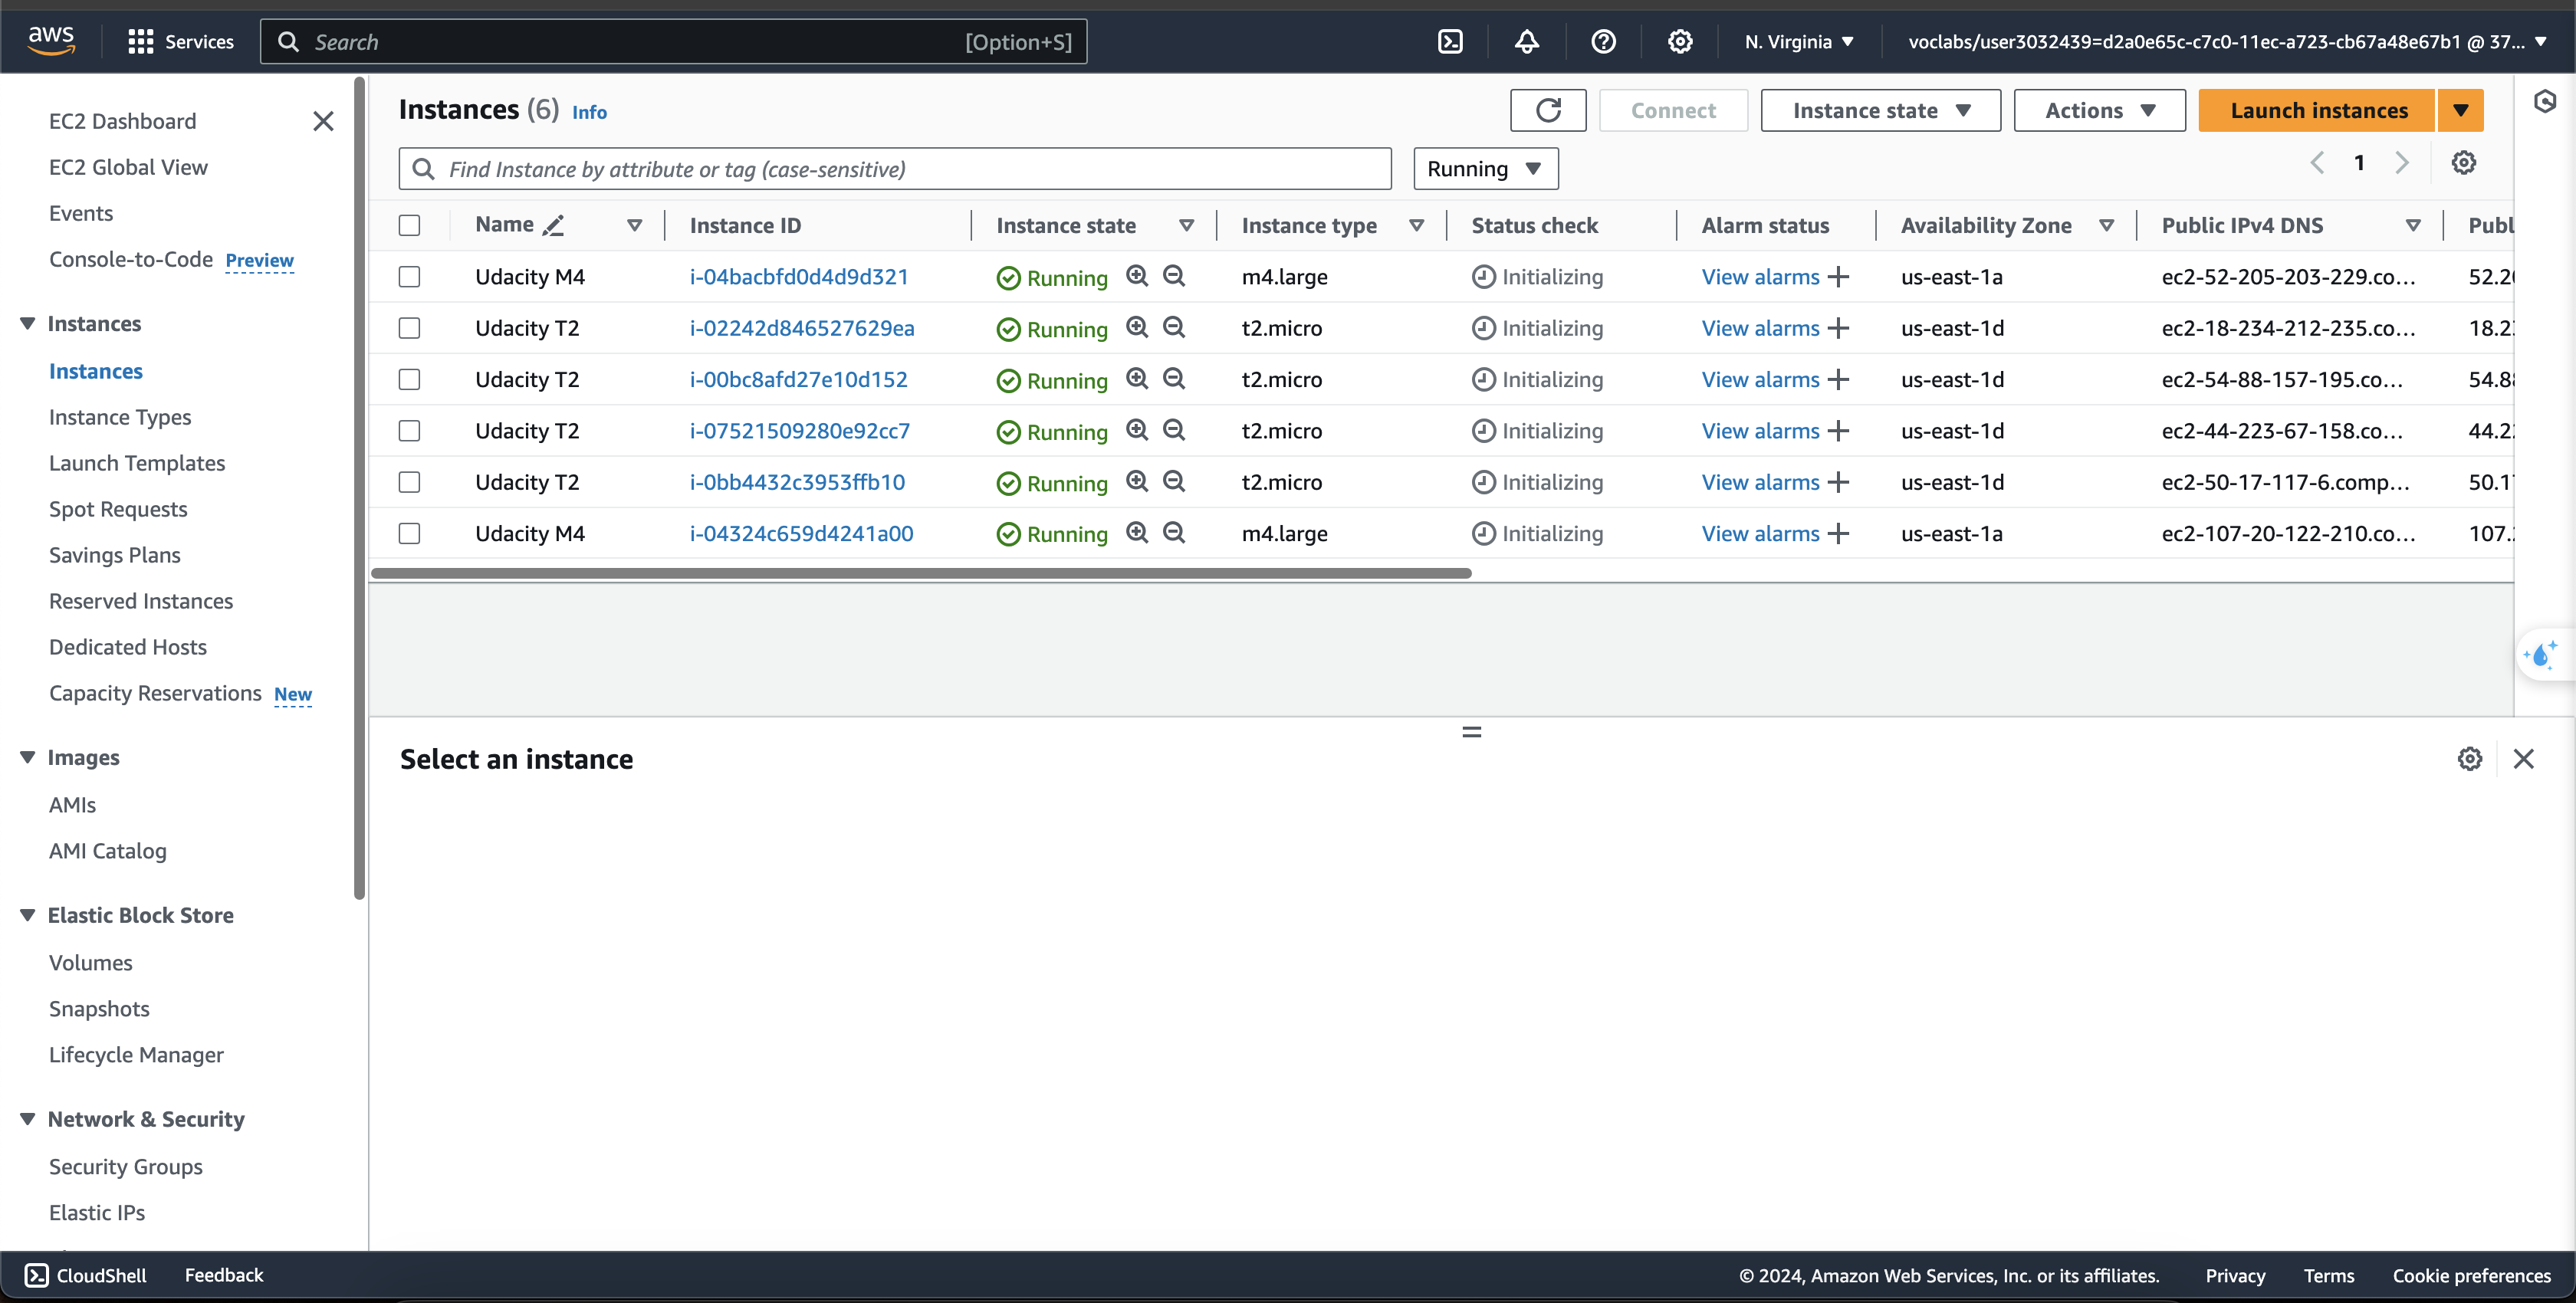 aws
Services
Search
[Option+S]
N. Virginia
voclabs/user3032439=d2a0e65c-c7c0-11ec-a723-cb67a48e67b1 @ 37...
EC2 Dashboard
EC2 Global View
Events
Console-to-Code Preview
Instances
Instances
Instance Types
Launch Templates
Spot Requests
Savings Plans
Reserved Instances
Dedicated Hosts
Capacity Reservations New
Images
AMIs
AMI Catalog
Elastic Block Store
Volumes
Snapshots
Lifecycle Manager
Network & Security
Security Groups
Elastic IPs
Instances (6) Info
Connect
Instance state
Actions
Launch instances
Find Instance by attribute or tag (case-sensitive)
Running
1
Name Instance ID Instance state Instance type Status check Alarm status Availability Zone Public IPv4 DNS Publ
Udacity M4 i-04bacbfd0d4d9d321 Running m4.large Initializing View alarms us-east-1a ec2-52-205-203-229.co... 52.20
Udacity T2 i-02242d846527629ea Running t2.micro Initializing View alarms us-east-1d ec2-18-234-212-235.co... 18.23
Udacity T2 i-00bc8afd27e10d152 Running t2.micro Initializing View alarms us-east-1d ec2-54-88-157-195.co... 54.88
Udacity T2 i-07521509280e92cc7 Running t2.micro Initializing View alarms us-east-1d ec2-44-223-67-158.co... 44.22
Udacity T2 i-0bb4432c3953ffb10 Running t2.micro Initializing View alarms us-east-1d ec2-50-17-117-6.comp... 50.17
Udacity M4 i-04324c659d4241a00 Running m4.large Initializing View alarms us-east-1a ec2-107-20-122-210.co... 107.
Select an instance
CloudShell
Feedback
© 2024, Amazon Web Services, Inc. or its affiliates.
Privacy
Terms
Cookie preferences